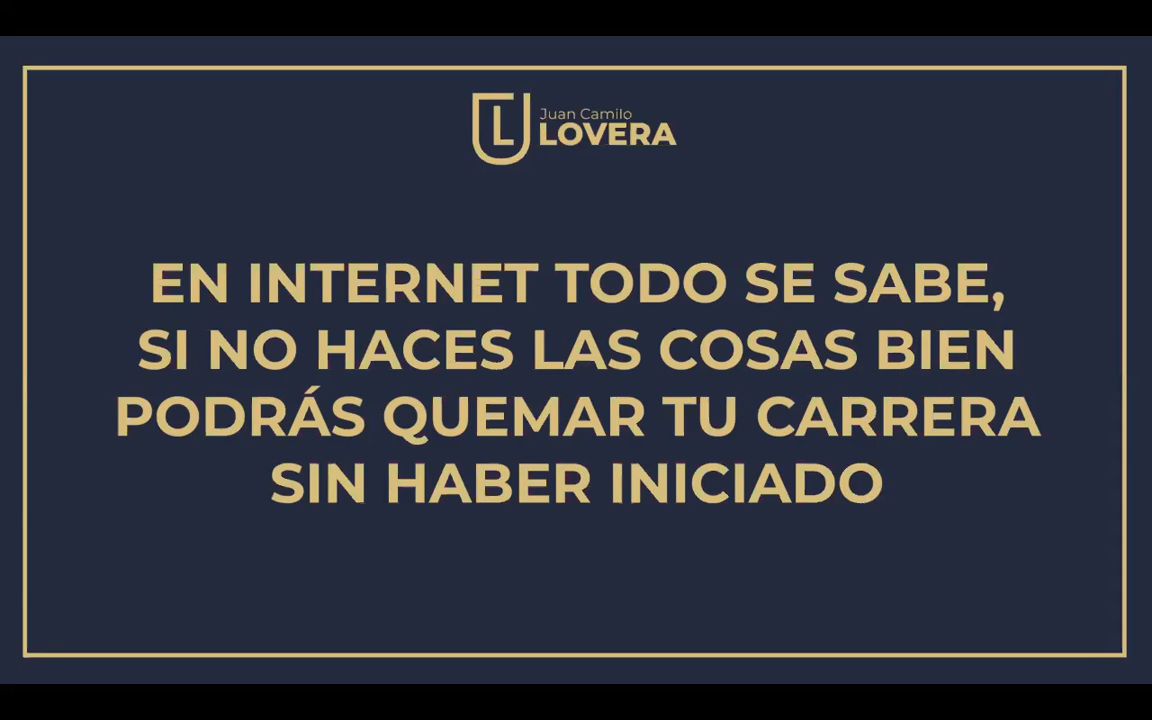 Juan Camilo
LOVERA
EN INTERNET TODO SE SABE,
SI NO HACES LAS COSAS BIEN
PODRÁS QUEMAR TU CARRERA
SIN HABER INICIADO